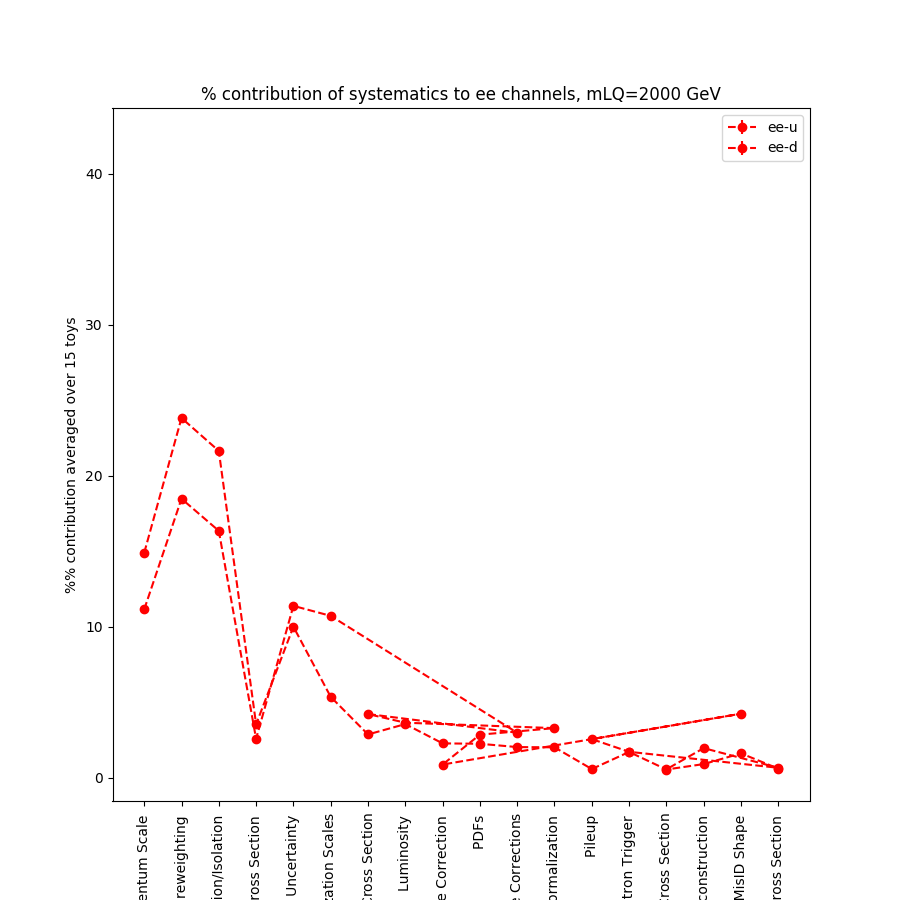 % contribution of systematics to ee channels, mLQ=2000 GeV
ee-u
ee-d
40
30
20
10
0
%% contribution averaged over 15 toys
entum Scale
reweighting
ion/Isolation
ross Section
Uncertainty
zation Scales
Cross Section
Luminosity
e Correction
PDFs
e Corrections
ormalization
Pileup
tron Trigger
Cross Section
construction
MisID Shape
ross Section